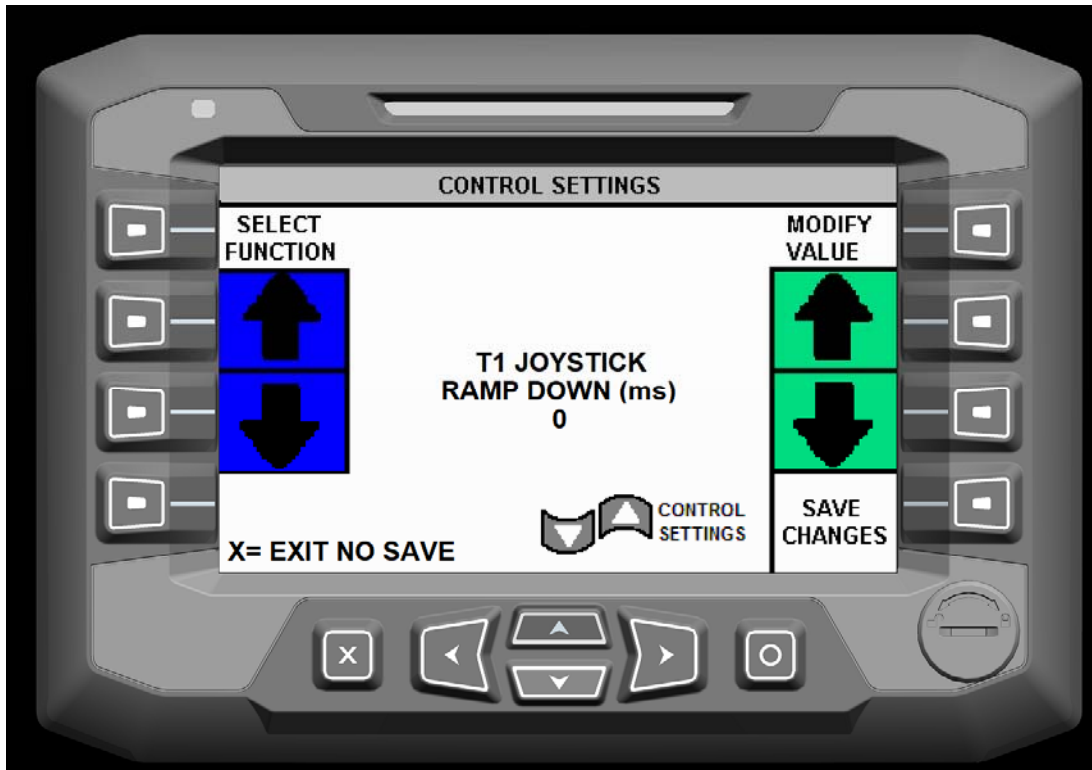 CONTROL SETTINGS
SELECT
FUNCTION
MODIFY
VALUE
T1 JOYSTICK
RAMP DOWN (ms)
0
CONTROL
SETTINGS
SAVE
CHANGES
X= EXIT NO SAVE
X
O